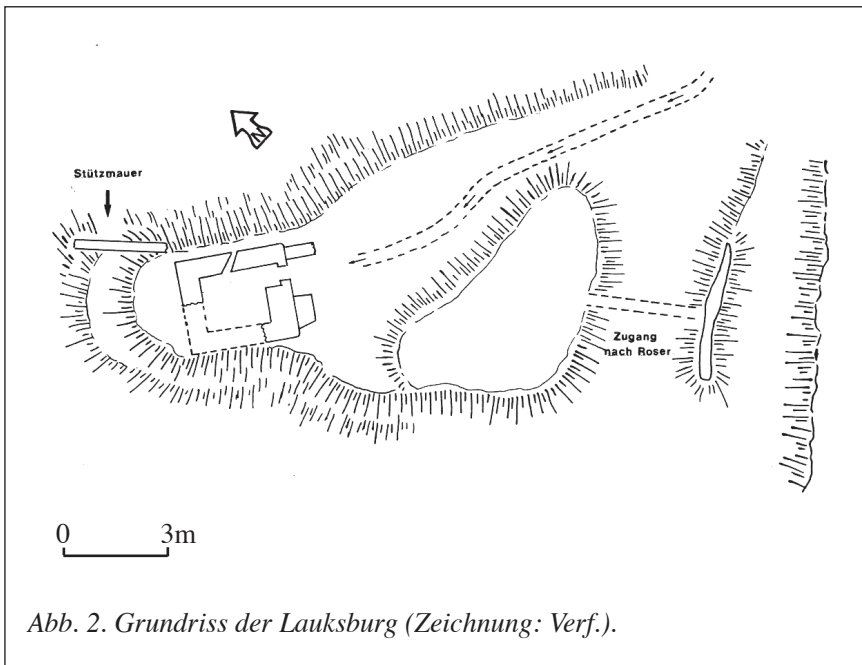 Stützmauer
Zugang
nach Roser
0 3m
Abb. 2. Grundriss der Lauksburg (Zeichnung: Verf.).